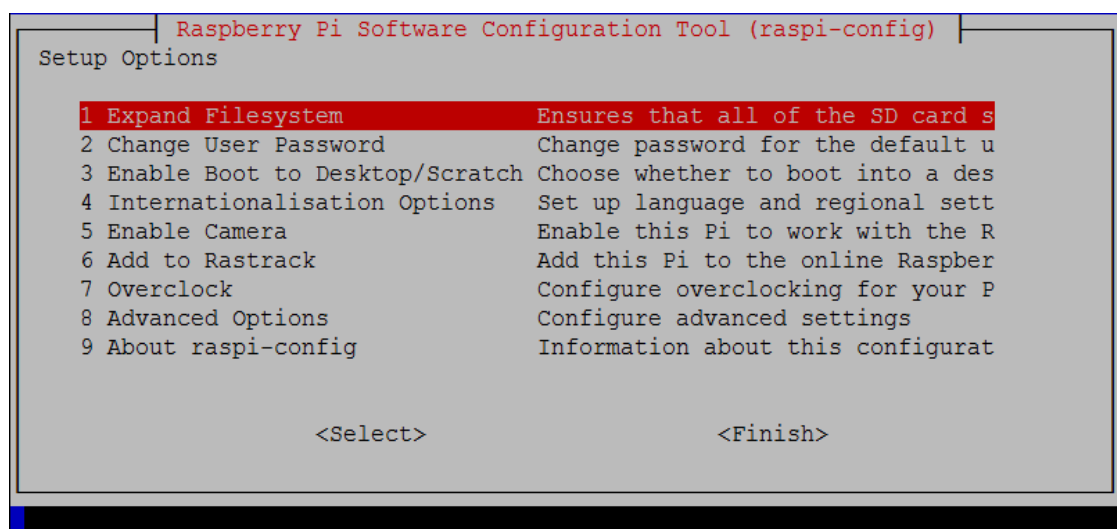 Raspberry Pi Software Configuration Tool (raspi-config)
Setup Options
1 Expand Filesystem Ensures that all of the SD card s
2 Change User Password Change password for the default u
3 Enable Boot to Desktop/Scratch Choose whether to boot into a des
4 Internationalisation Options Set up language and regional sett
5 Enable Camera Enable this Pi to work with the R
6 Add to Rastrack Add this Pi to the online Raspber
7 Overclock Configure overclocking for your P
8 Advanced Options Configure advanced settings
9 About raspi-config Information about this configurat
<Select> <Finish>